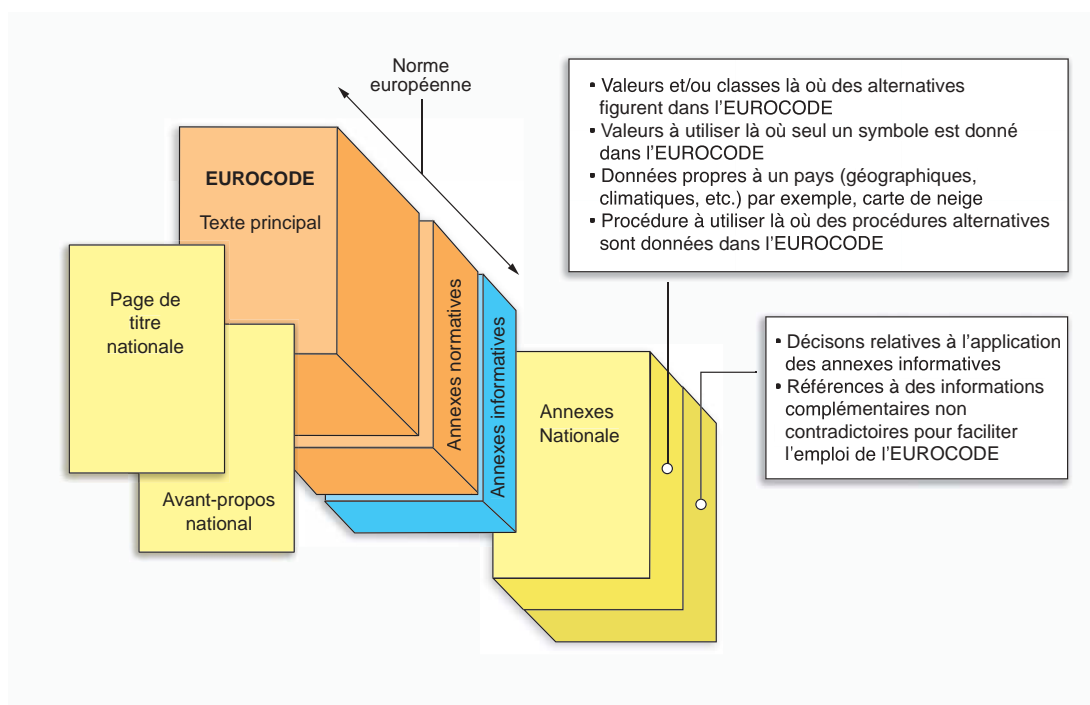 Norme
européenne
• Valeurs et/ou classes là où des alternatives
figurent dans l'EUROCODE
• Valeurs à utiliser là où seul un symbole est donné
dans l'EUROCODE
• Données propres à un pays (géographiques,
climatiques, etc.) par exemple, carte de neige
• Procédure à utiliser là où des procédures alternatives
sont données dans l'EUROCODE
EUROCODE
Texte principal
Page de
titre
nationale
Avant-propos
national
Annexes normatives
Annexes informatives
Annexes
Nationale
• Décisons relatives à l'application
des annexes informatives
• Références à des informations
complémentaires non
contradictoires pour faciliter
l'emploi de l'EUROCODE